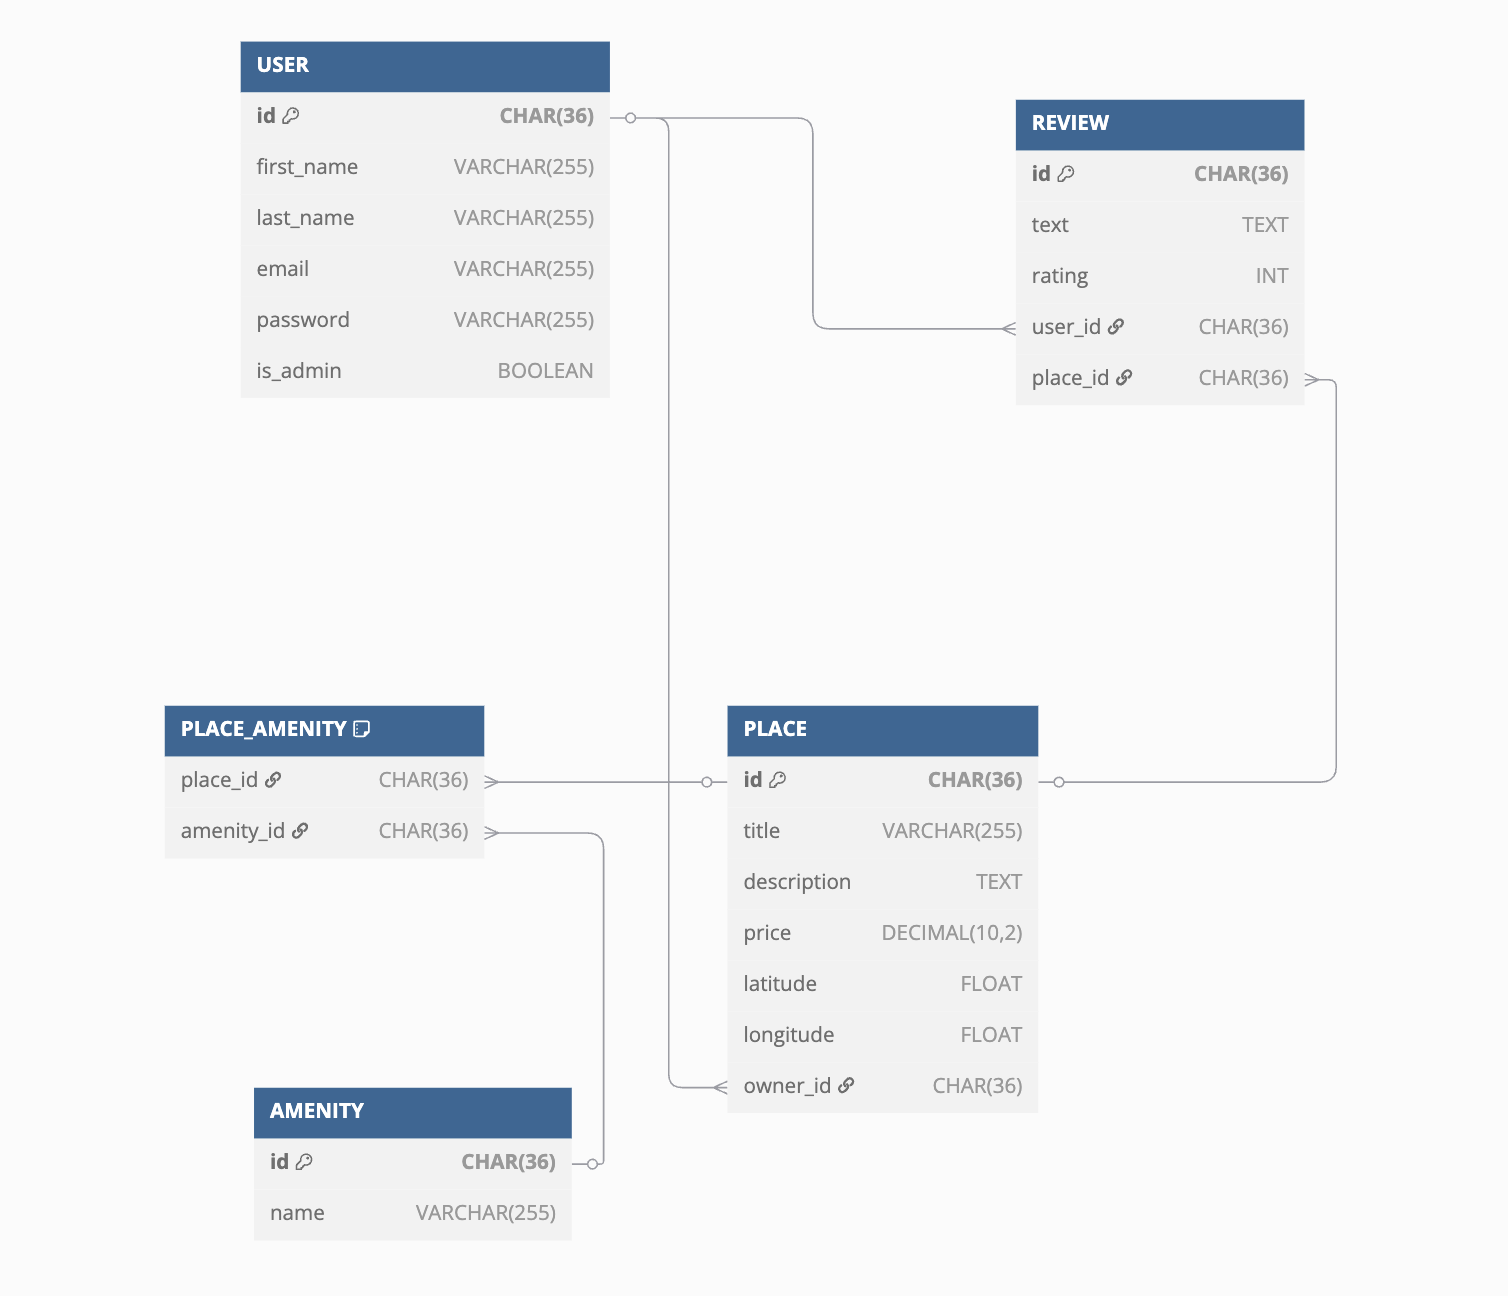 USER
id CHAR(36)
first_name VARCHAR(255)
last_name VARCHAR(255)
email VARCHAR(255)
password VARCHAR(255)
is_admin BOOLEAN
REVIEW
id CHAR(36)
text TEXT
rating INT
user_id CHAR(36)
place_id CHAR(36)
PLACE_AMENITY
place_id CHAR(36)
amenity_id CHAR(36)
PLACE
id CHAR(36)
title VARCHAR(255)
description TEXT
price DECIMAL(10,2)
latitude FLOAT
longitude FLOAT
owner_id CHAR(36)
AMENITY
id CHAR(36)
name VARCHAR(255)